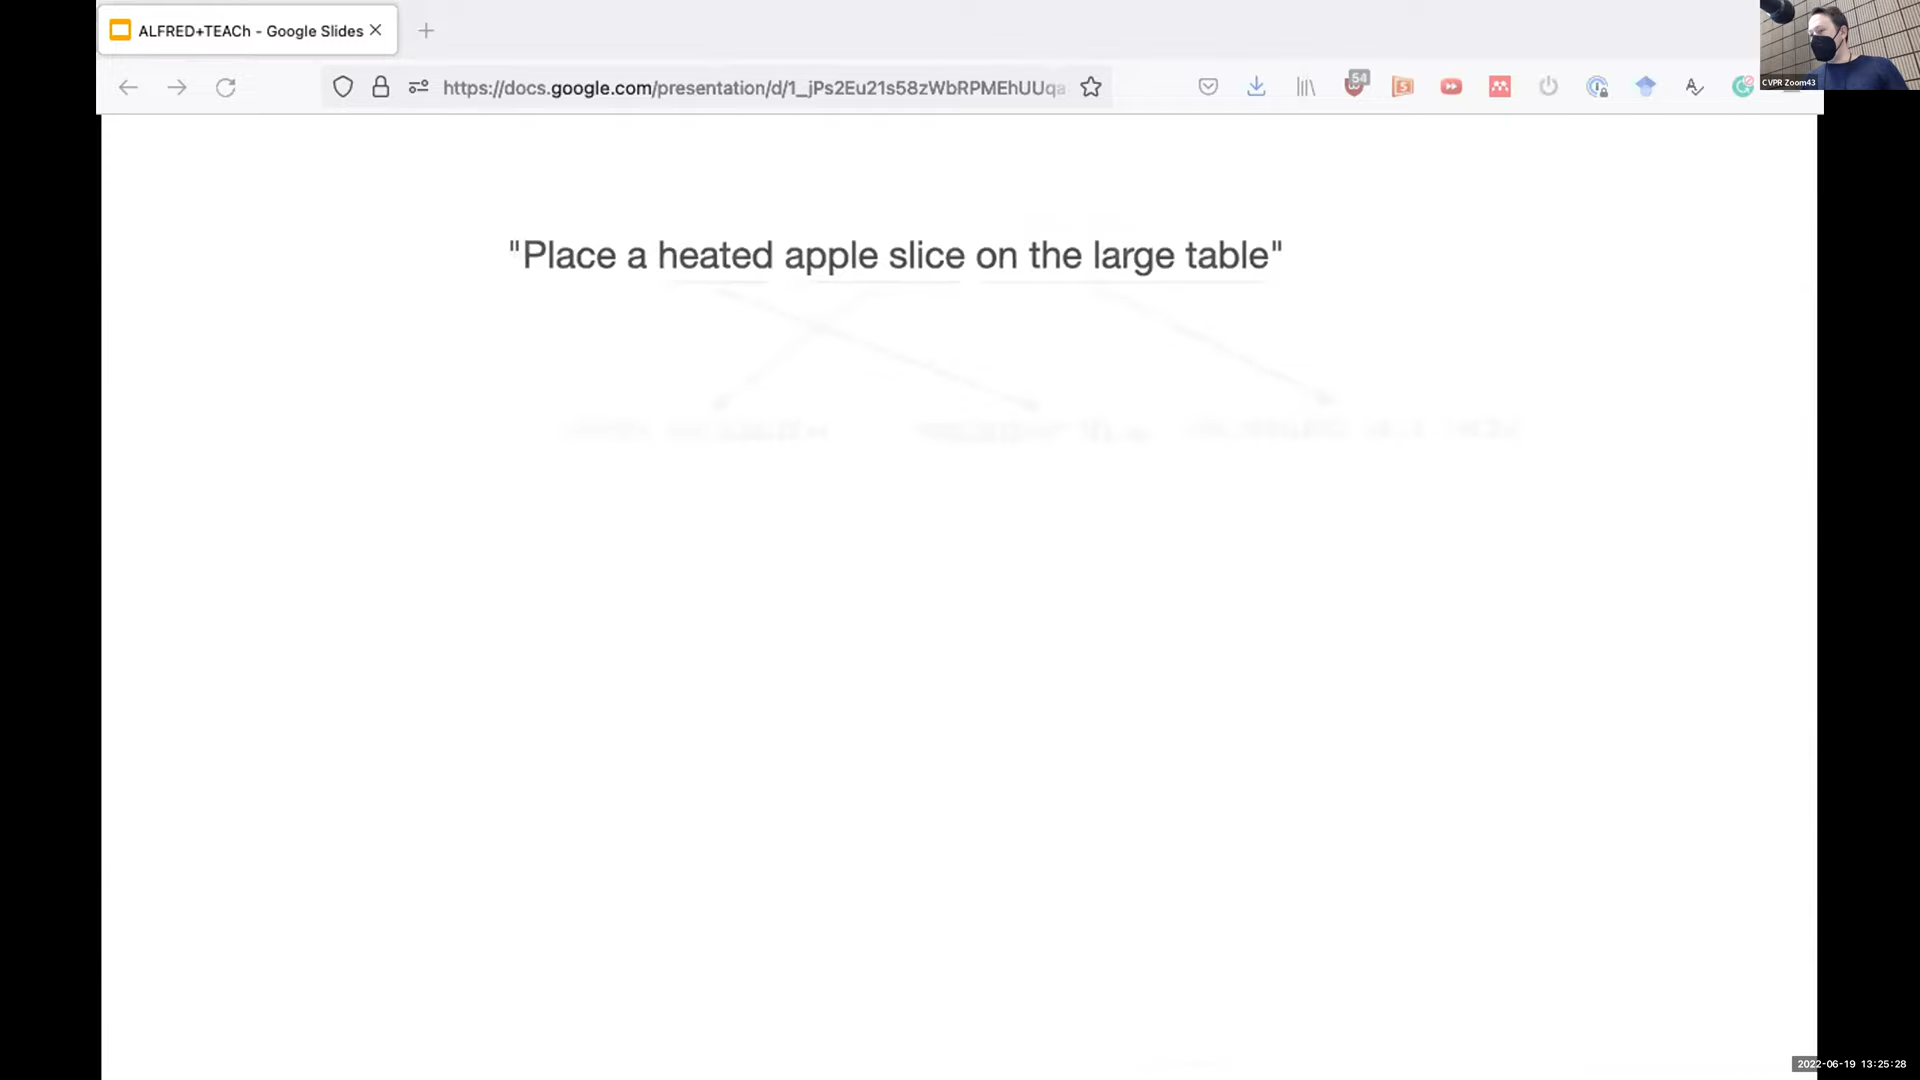 ALFRED+TEACh - Google Slides
https://docs.google.com/presentation/d/1_jPs2Eu21s58zWbRPMEhUUqa
54
S
CVPR Zoom43
"Place a heated apple slice on the large table"
2022-06-19 13:25:28